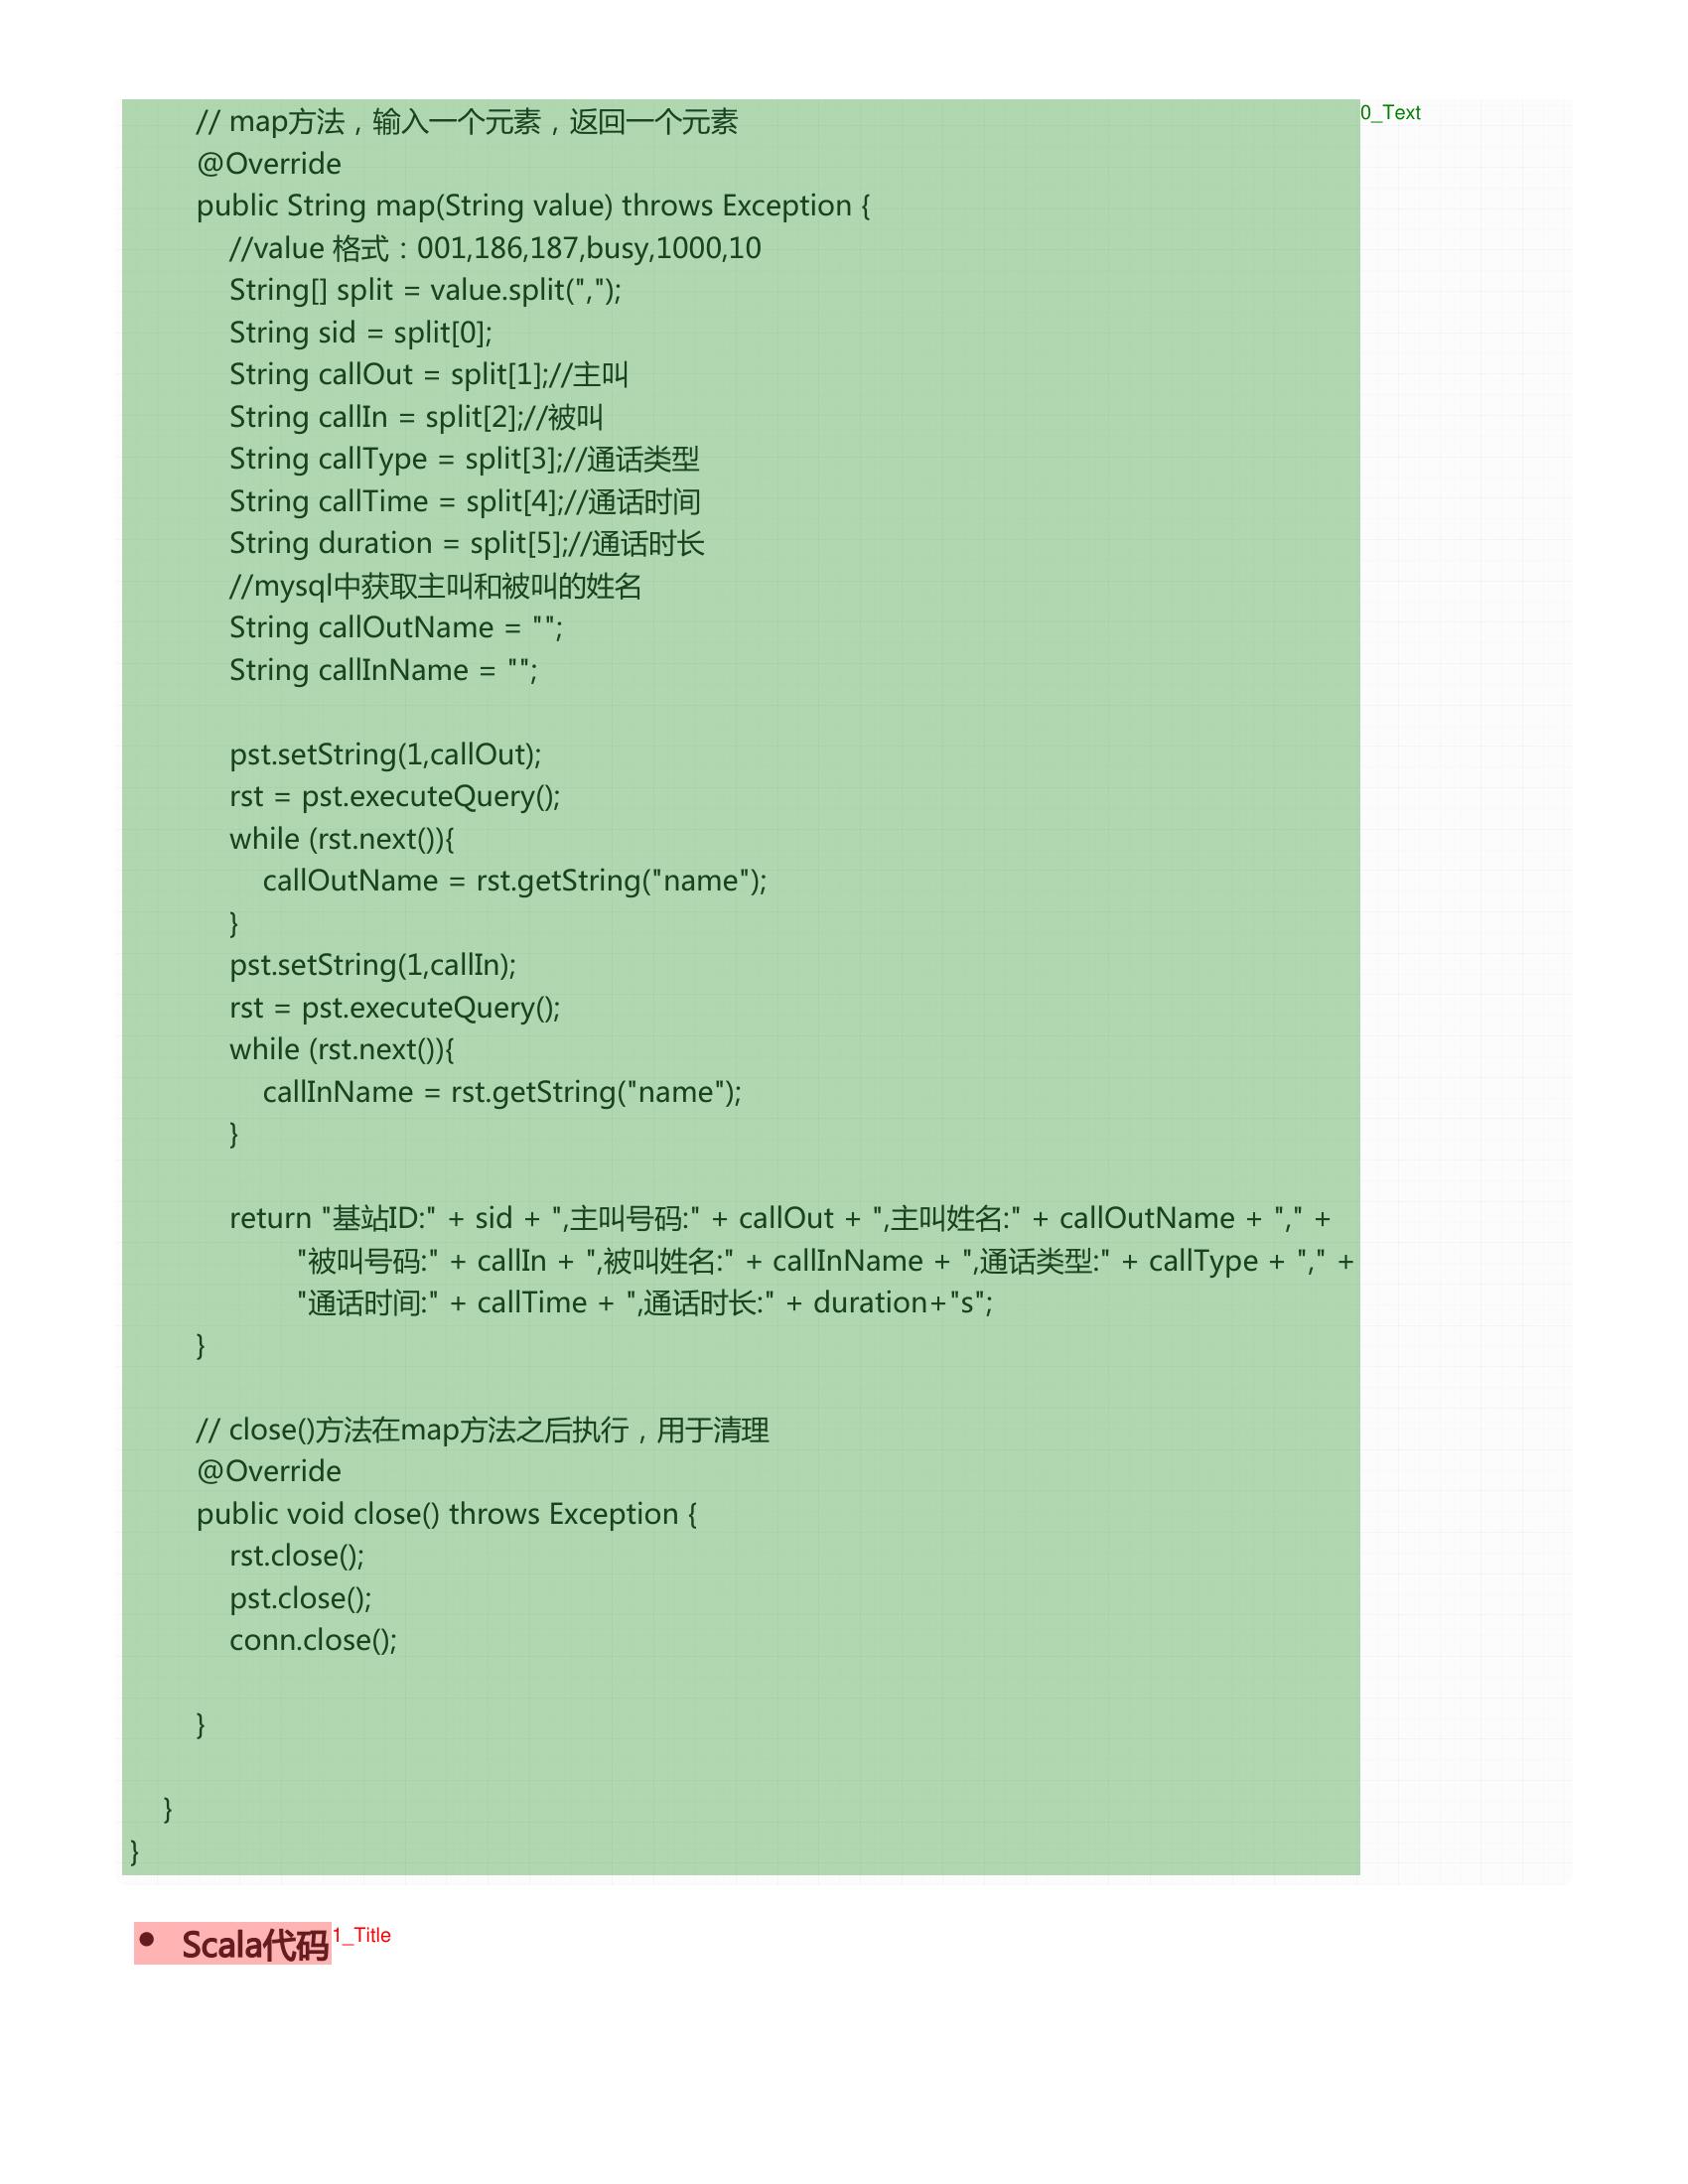 // map方法，输入一个元素，返回一个元素
0_Text
@Override
public String map(String value) throws Exception {
//value 格式：001,186,187,busy,1000,10
String[] split = value.split(",");
String sid = split[0];
String callOut = split[1];//主叫
String callIn = split[2];//被叫
String callType = split[3];//通话类型
String callTime = split[4];//通话时间
String duration = split[5];//通话时长
//mysql中获取主叫和被叫的姓名
String callOutName = "";
String callInName = "";
pst.setString(1,callOut);
rst = pst.executeQuery();
while (rst.next()){
callOutName = rst.getString("name");
}
pst.setString(1,callIn);
rst = pst.executeQuery();
while (rst.next()){
callInName = rst.getString("name");
}
return "基站ID:" + sid + ",主叫号码:" + callOut + ",主叫姓名:" + callOutName + "," +
"被叫号码:" + callIn + ",被叫姓名:" + callInName + ",通话类型:" + callType + "," +
"通话时间:" + callTime + ",通话时长:" + duration+"s";
}
// close()方法在map方法之后执行，用于清理
@Override
public void close() throws Exception {
rst.close();
pst.close();
conn.close();
}
}
}
• Scala代码
1_Title